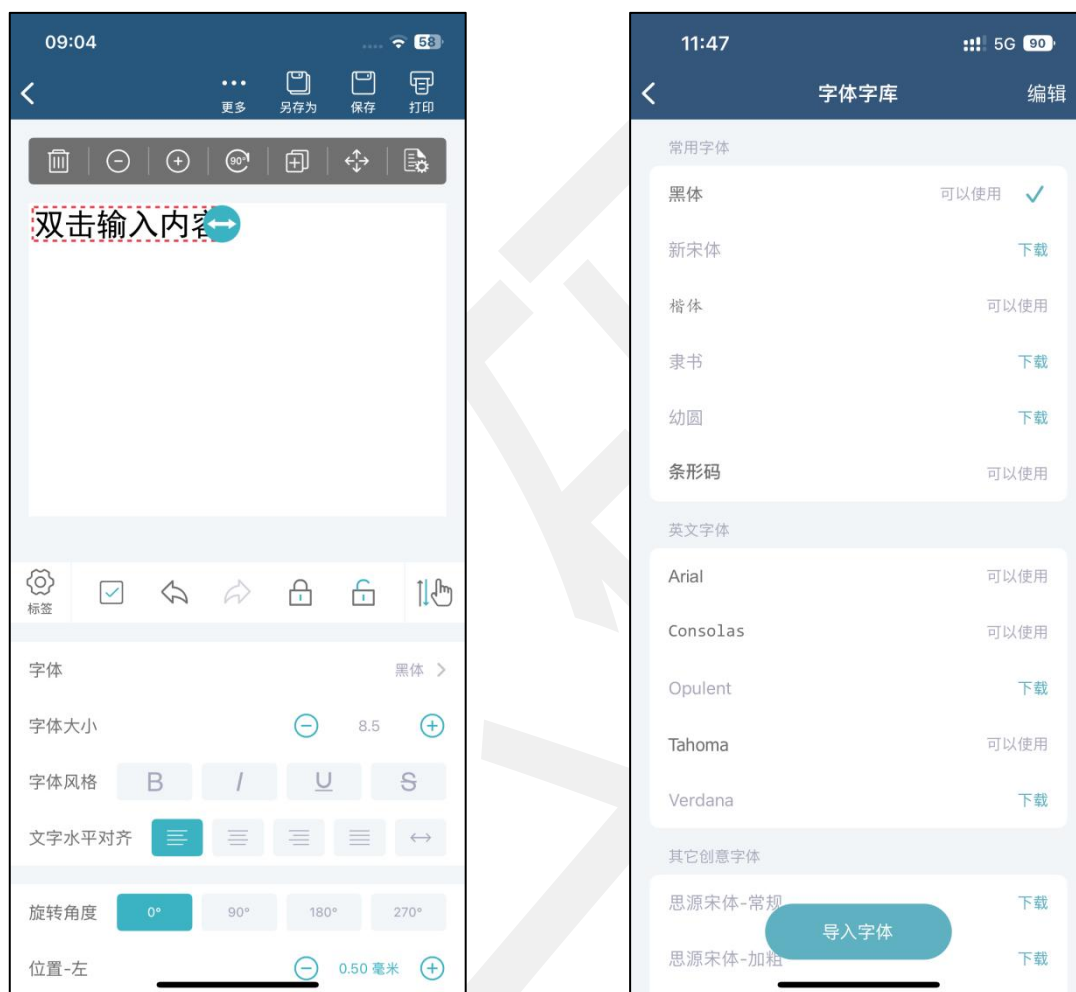 09:04
58
更多
另存为
保存
打印
90°
双击输入内容
标签
字体
黑体
字体大小
8.5
字体风格
B
I
U
S
文字水平对齐
旋转角度
0°
90°
180°
270°
位置-左
0.50 毫米
11:47
5G
90
字体字库
编辑
常用字体
黑体
可以使用
新宋体
下载
楷体
可以使用
隶书
下载
幼圆
下载
条形码
可以使用
英文字体
Arial
可以使用
Consolas
可以使用
Opulent
下载
Tahoma
可以使用
Verdana
下载
其它创意字体
思源宋体-常规
下载
导入字体
思源宋体-加粗
下载